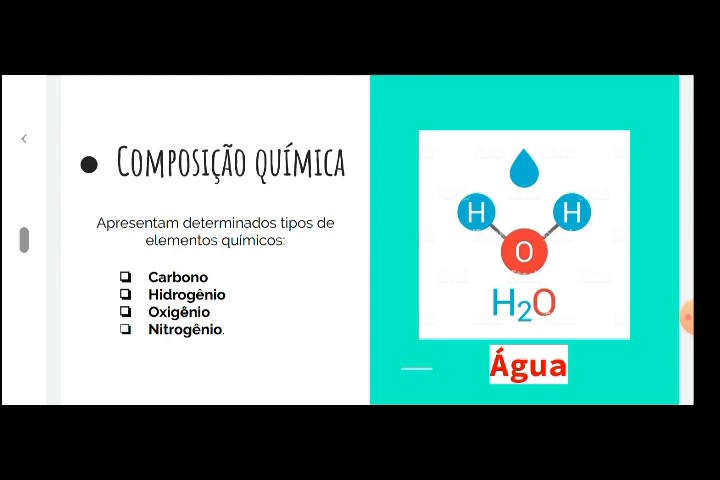 Composição química
Apresentam determinados tipos de
elementos químicos:
Carbono
Hidrogênio
Oxigênio
Nitrogênio.
H H
O
H₂O
Água